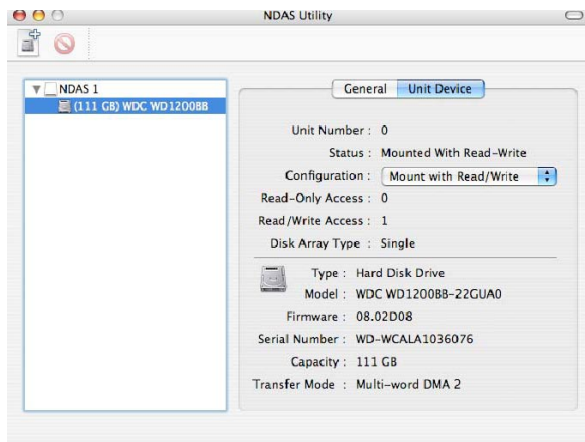 NDAS Utility
NDAS 1
(111 GB) WDC WD1200BB
General Unit Device
Unit Number : 0
Status : Mounted With Read-Write
Configuration : Mount with Read/Write
Read-Only Access : 0
Read/Write Access : 1
Disk Array Type : Single
Type : Hard Disk Drive
Model : WDC WD1200BB-22GUA0
Firmware : 08.02D08
Serial Number : WD-WCALA1036076
Capacity : 111 GB
Transfer Mode : Multi-word DMA 2